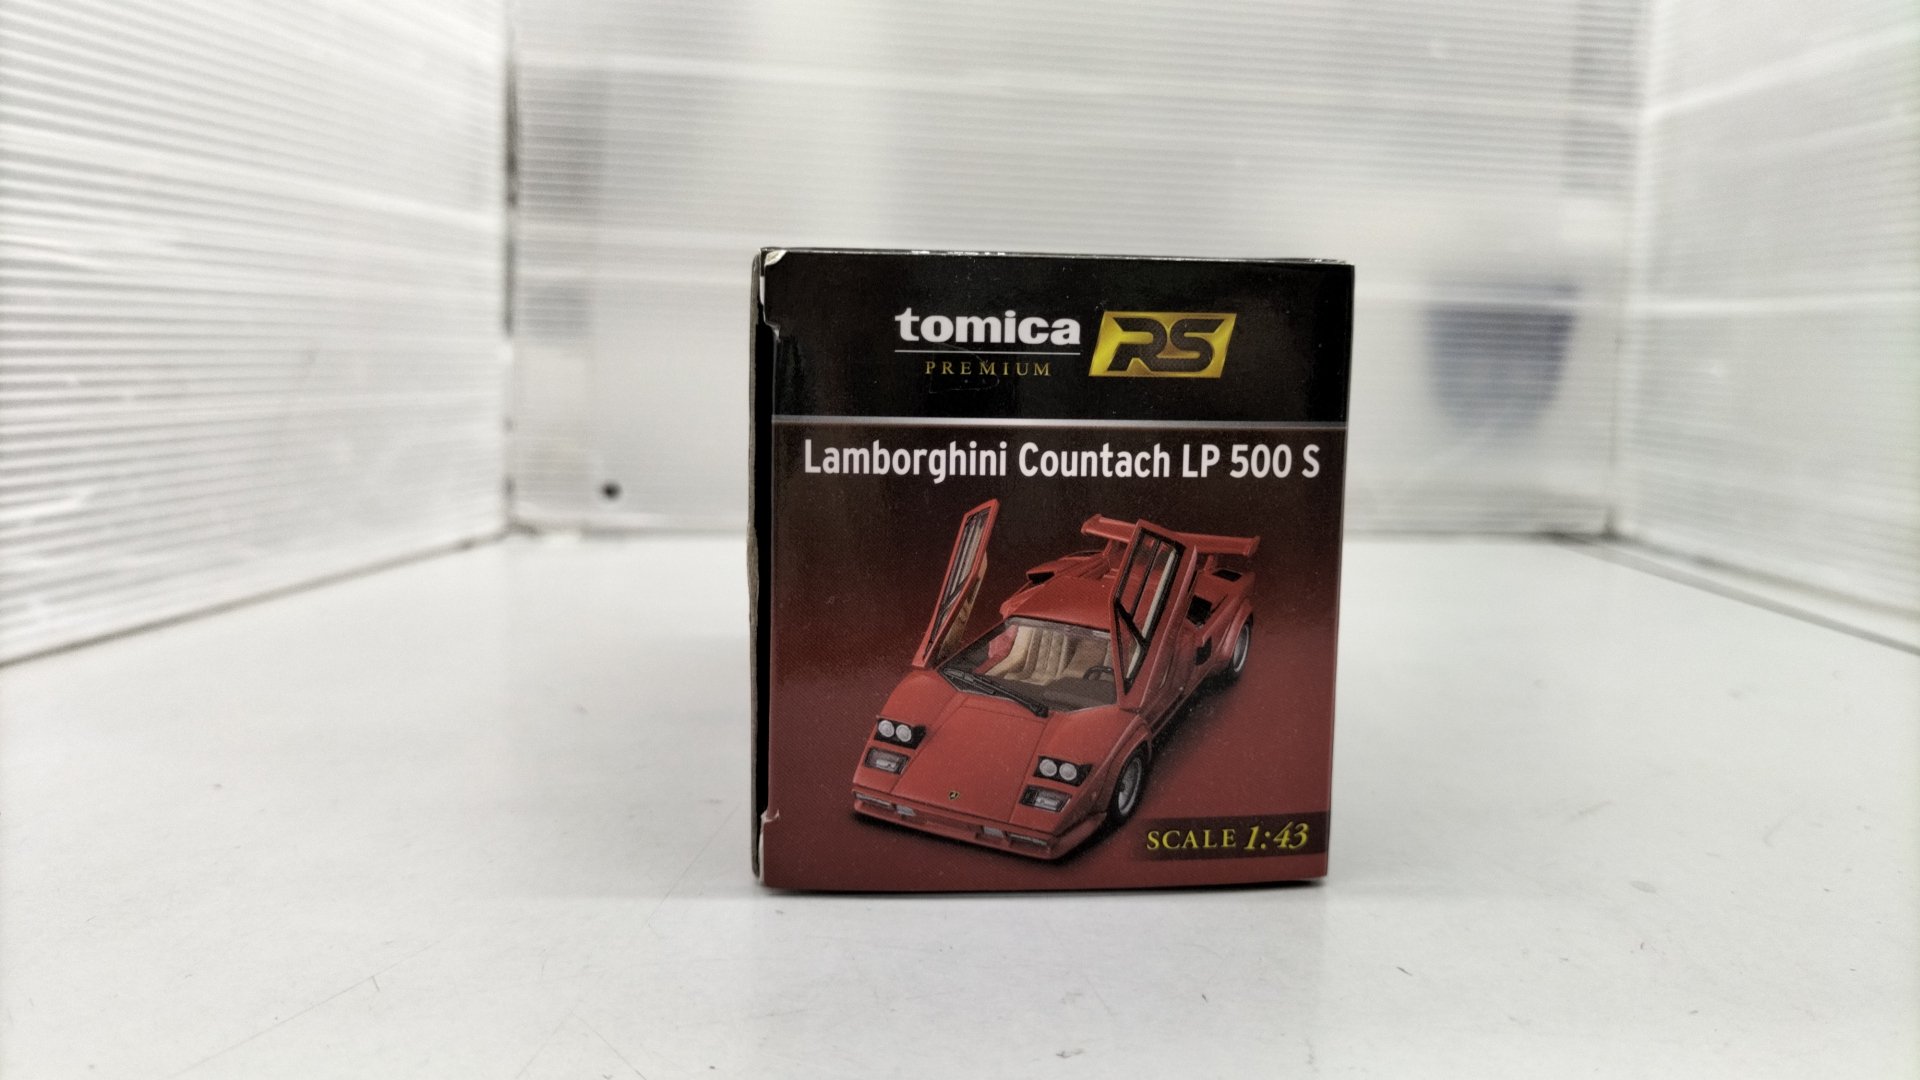 tomica RS
PREMIUM
Lamborghini Countach LP 500 S
SCALE 1:43